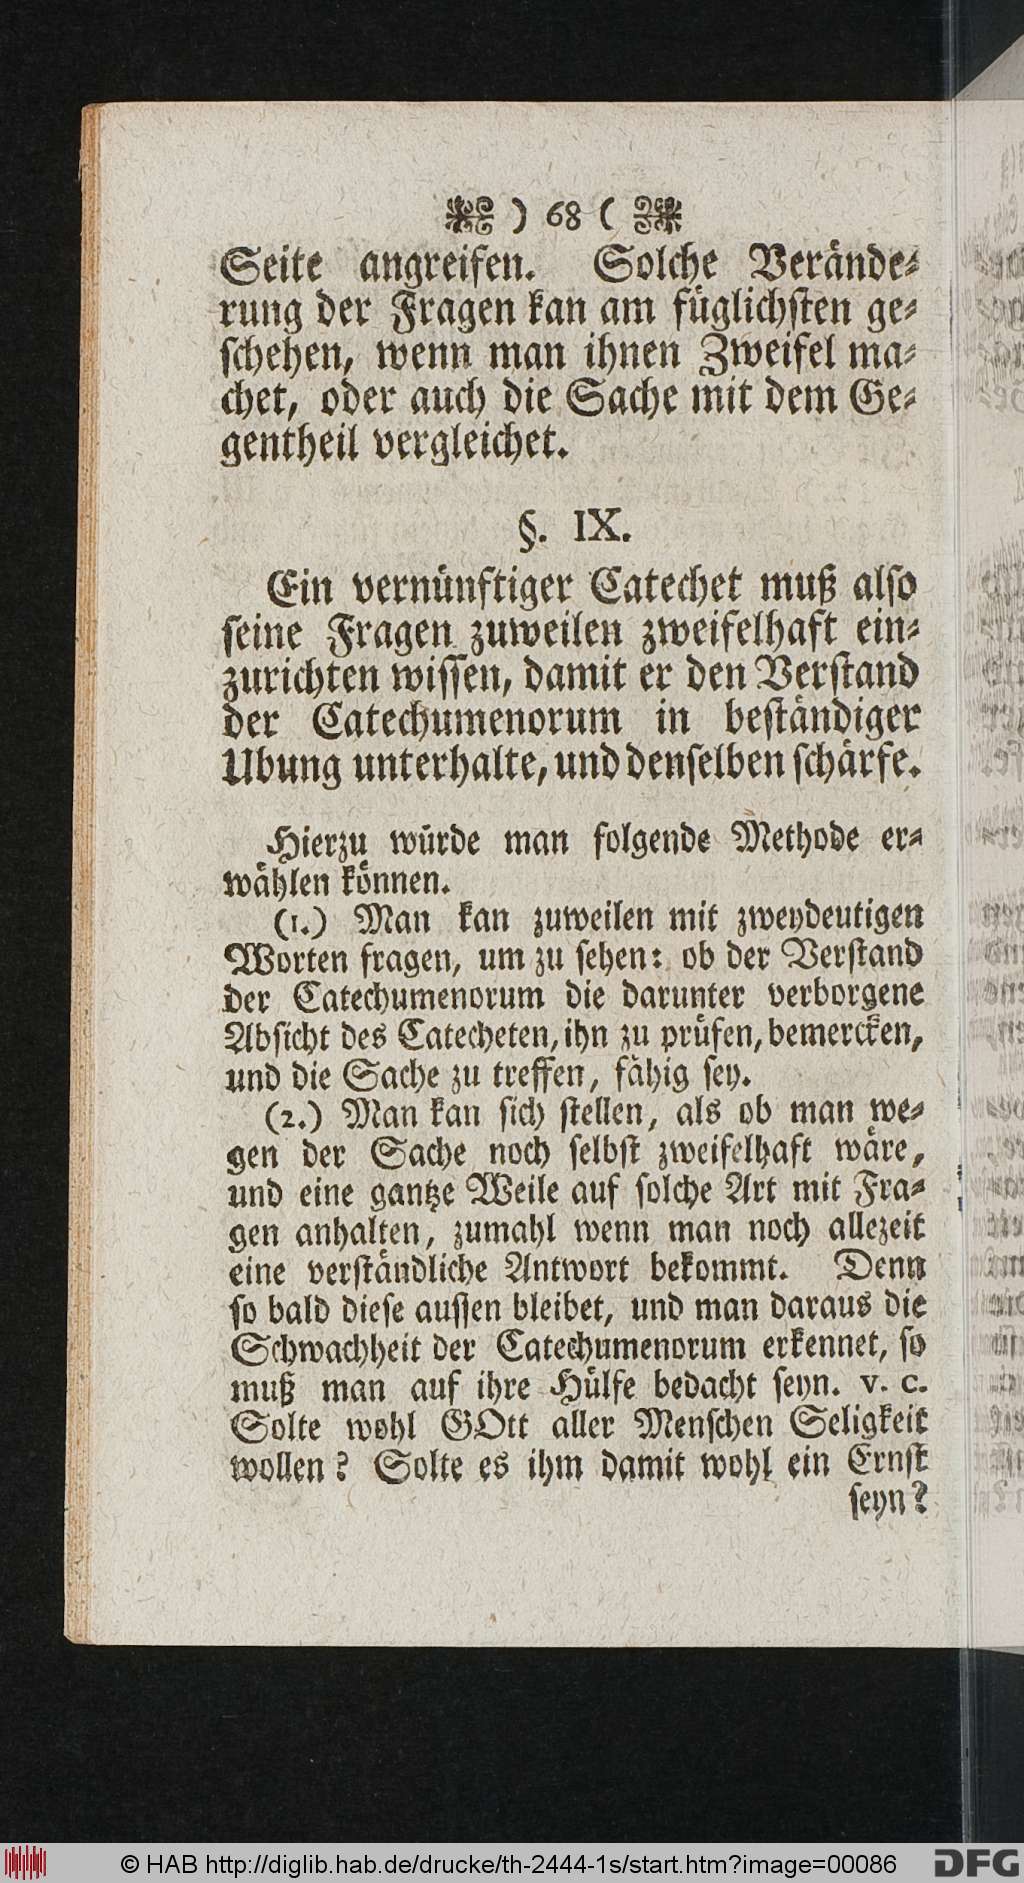 ) 68 (
Seite angreifen. Solche Verände-
rung der Fragen kan am füglichsten ge-
schehen, wenn man ihnen Zweifel ma-
chet, oder auch die Sache mit dem Ge-
gentheil vergleichet.
§. IX.
Ein vernünftiger Catechet muß also
seine Fragen zuweilen zweifelhaft ein-
zurichten wissen, damit er den Verstand
der Catechumenorum in beständiger
Ubung unterhalte, und denselben schärfe.
Hierzu würde man folgende Methode er-
wählen können.
(1.) Man kan zuweilen mit zweydeutigen
Worten fragen, um zu sehen: ob der Verstand
der Catechumenorum die darunter verborgene
Absicht des Catecheten, ihn zu prüfen, bemercken,
und die Sache zu treffen, fähig sey.
(2.) Man kan sich stellen, als ob man we-
gen der Sache noch selbst zweifelhaft wäre,
und eine gantze Weile auf solche Art mit Fra-
gen anhalten, zumahl wenn man noch allezeit
eine verständliche Antwort bekommt. Denn
so bald diese aussen bleibet, und man daraus die
Schwachheit der Catechumenorum erkennet, so
muß man auf ihre Hülfe bedacht seyn. v. c.
Solte wohl GOtt aller Menschen Seligkeit
wollen? Solte es ihm damit wohl ein Ernst
seyn?
© HAB http://diglib.hab.de/drucke/th-2444-1s/start.htm?image=00086
DFG